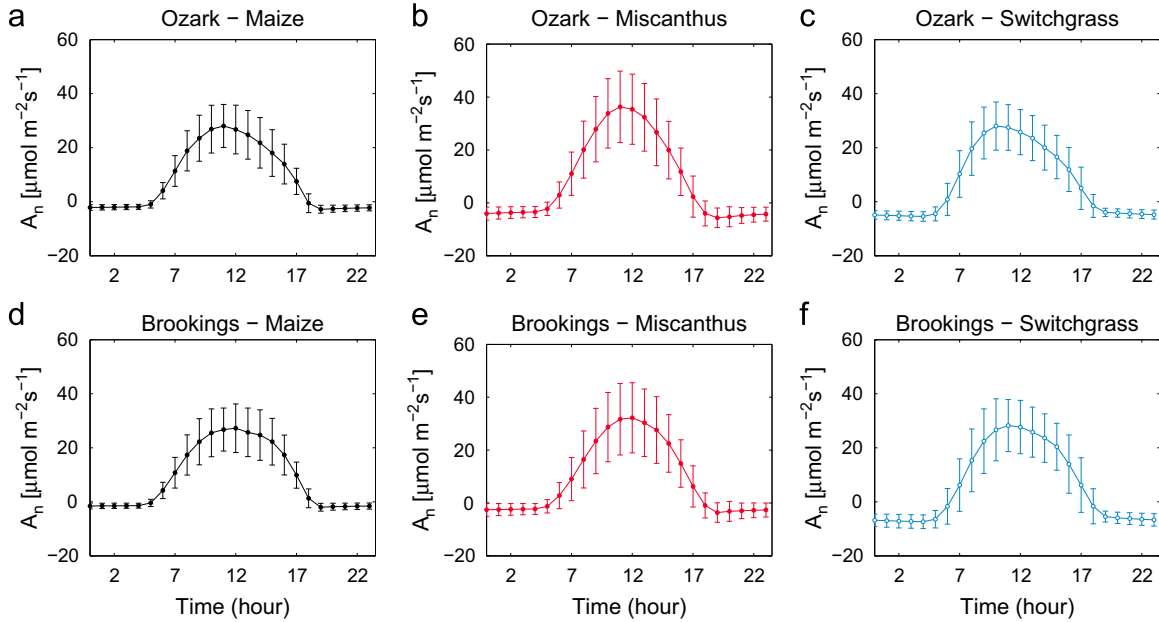 a
Ozark − Maize
60
40
20
0
−20
Aₙ [μmol m⁻²s⁻¹]
2 7 12 17 22
b
Ozark − Miscanthus
60
40
20
0
−20
Aₙ [μmol m⁻²s⁻¹]
2 7 12 17 22
c
Ozark − Switchgrass
60
40
20
0
−20
Aₙ [μmol m⁻²s⁻¹]
2 7 12 17 22
d
Brookings − Maize
60
40
20
0
−20
Aₙ [μmol m⁻²s⁻¹]
2 7 12 17 22
Time (hour)
e
Brookings − Miscanthus
60
40
20
0
−20
Aₙ [μmol m⁻²s⁻¹]
2 7 12 17 22
Time (hour)
f
Brookings − Switchgrass
60
40
20
0
−20
Aₙ [μmol m⁻²s⁻¹]
2 7 12 17 22
Time (hour)